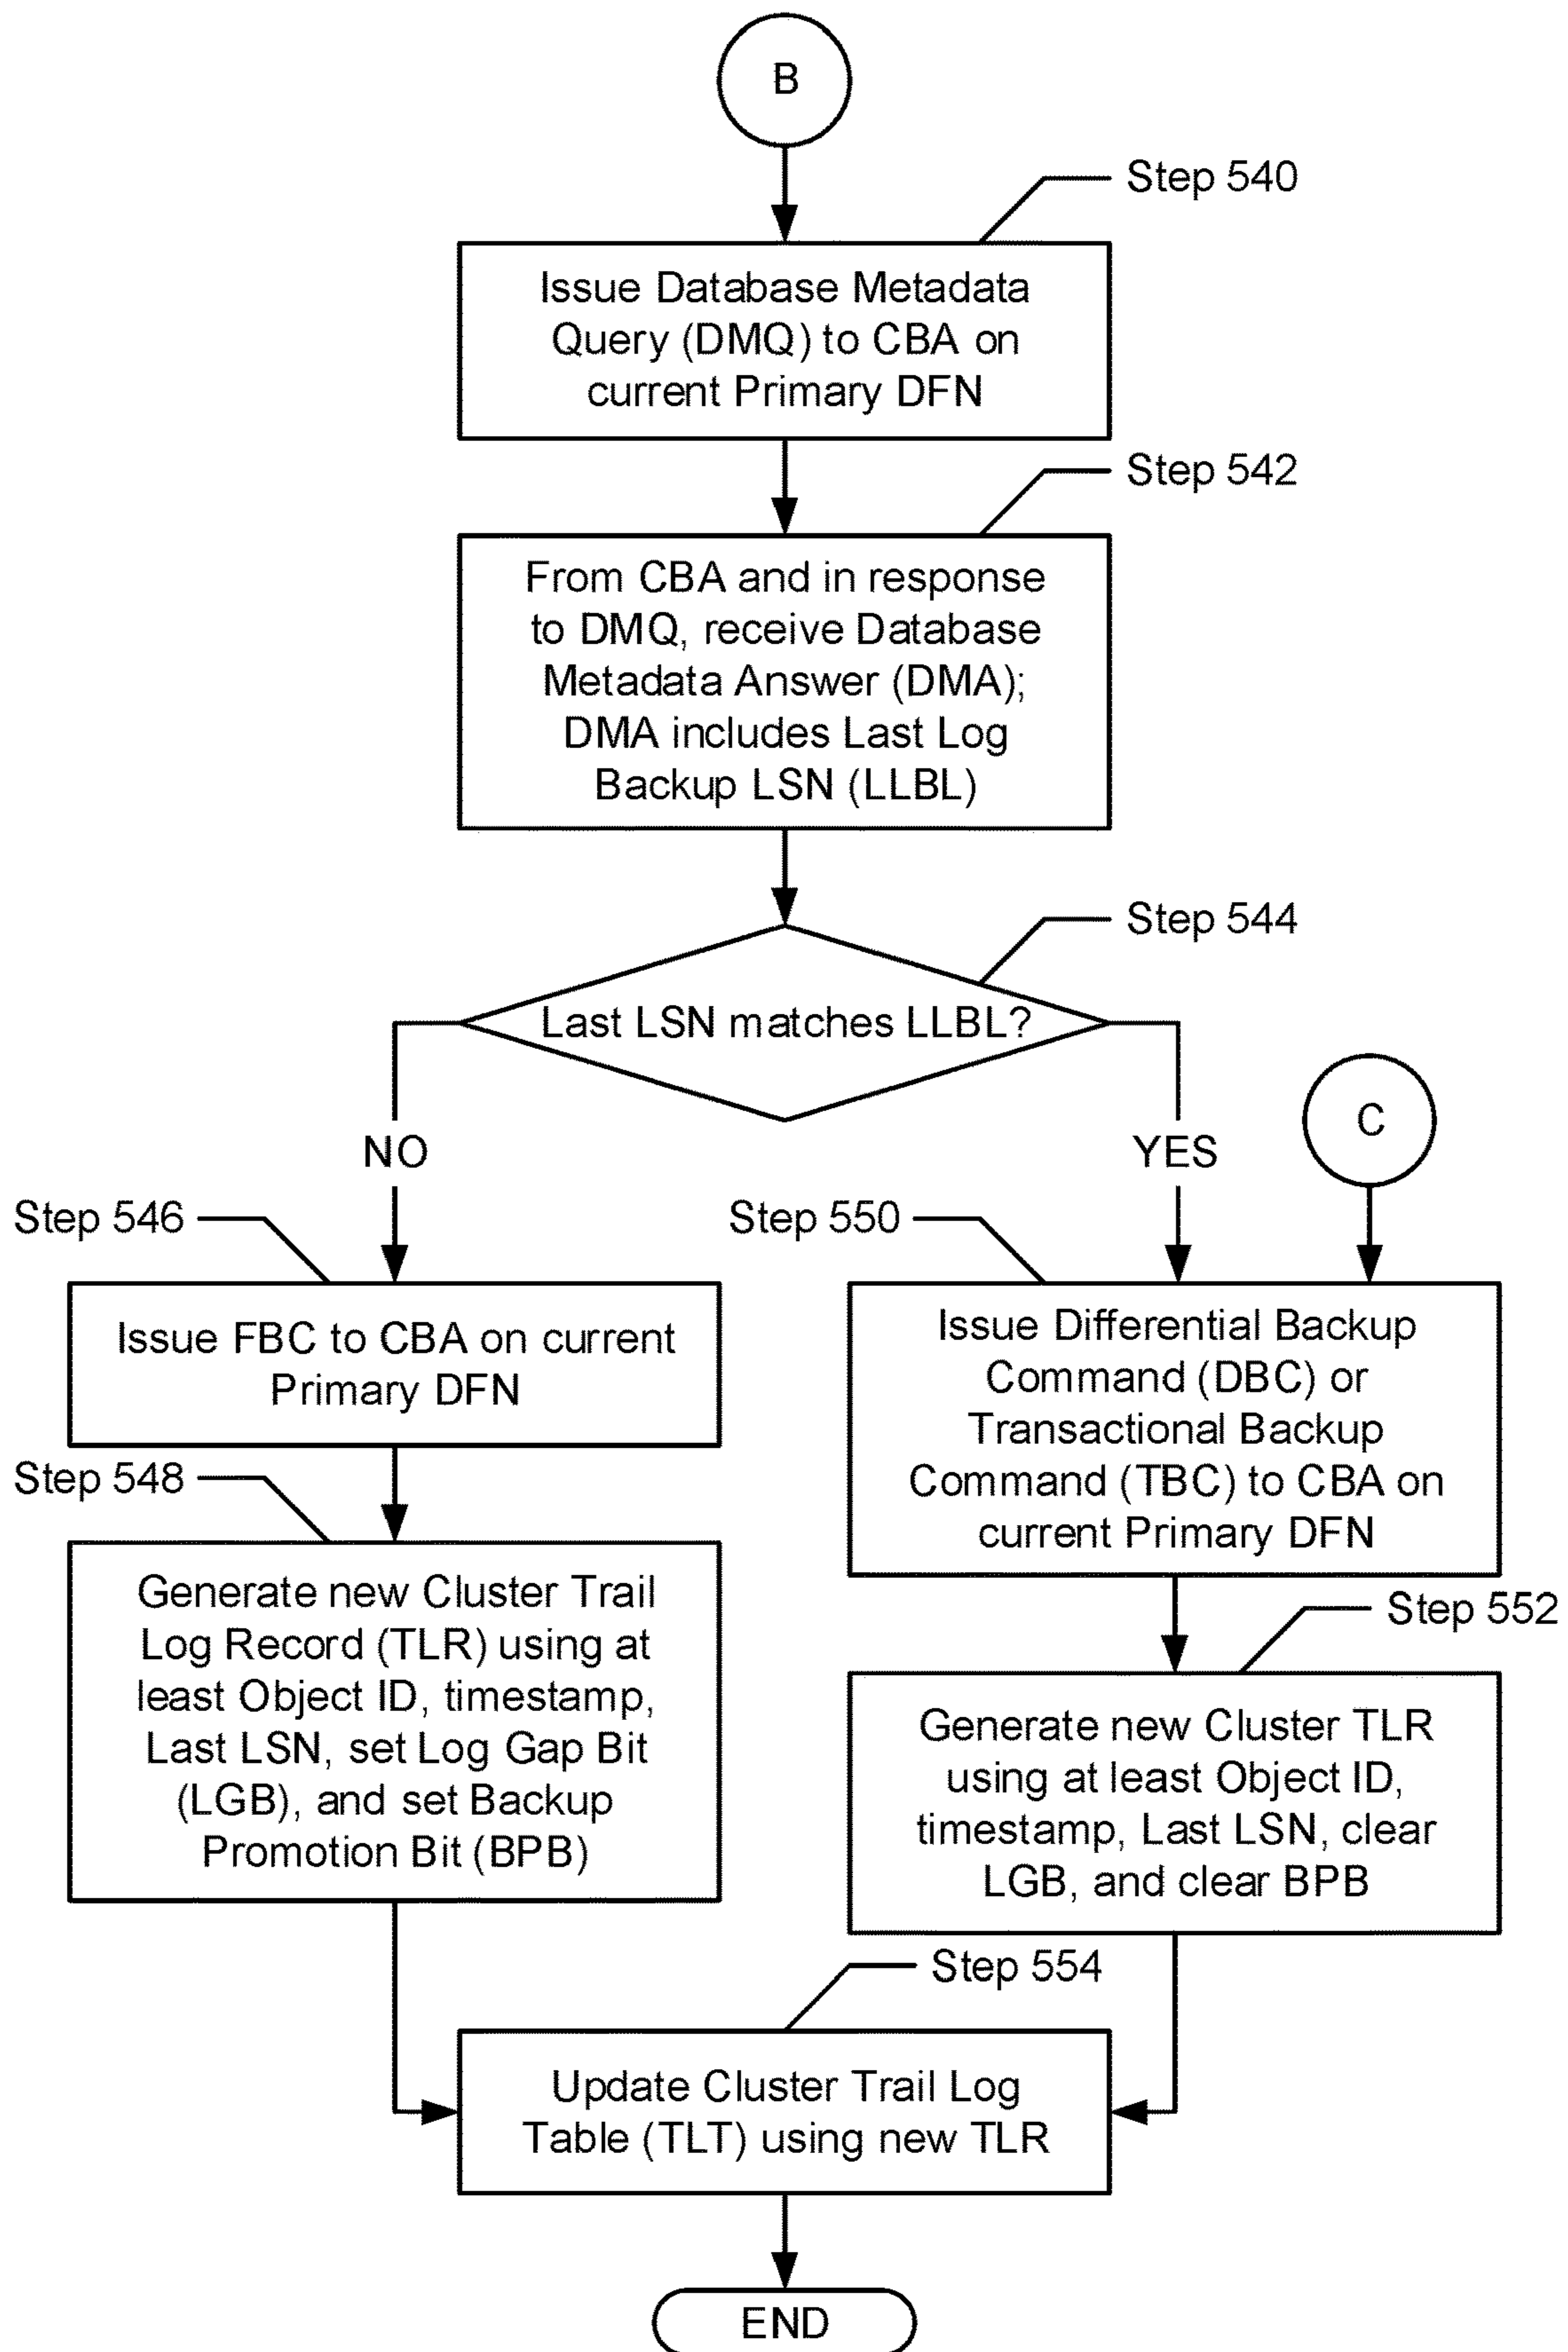 B
Step 540
Issue Database Metadata
Query (DMQ) to CBA on
current Primary DFN
Step 542
From CBA and in response
to DMQ, receive Database
Metadata Answer (DMA);
DMA includes Last Log
Backup LSN (LLBL)
Step 544
Last LSN matches LLBL?
C
NO
YES
Step 546
Issue FBC to CBA on current
Primary DFN
Step 548
Generate new Cluster Trail
Log Record (TLR) using at
least Object ID, timestamp,
Last LSN, set Log Gap Bit
(LGB), and set Backup
Promotion Bit (BPB)
Step 550
Issue Differential Backup
Command (DBC) or
Transactional Backup
Command (TBC) to CBA on
current Primary DFN
Step 552
Generate new Cluster TLR
using at least Object ID,
timestamp, Last LSN, clear
LGB, and clear BPB
Step 554
Update Cluster Trail Log
Table (TLT) using new TLR
END